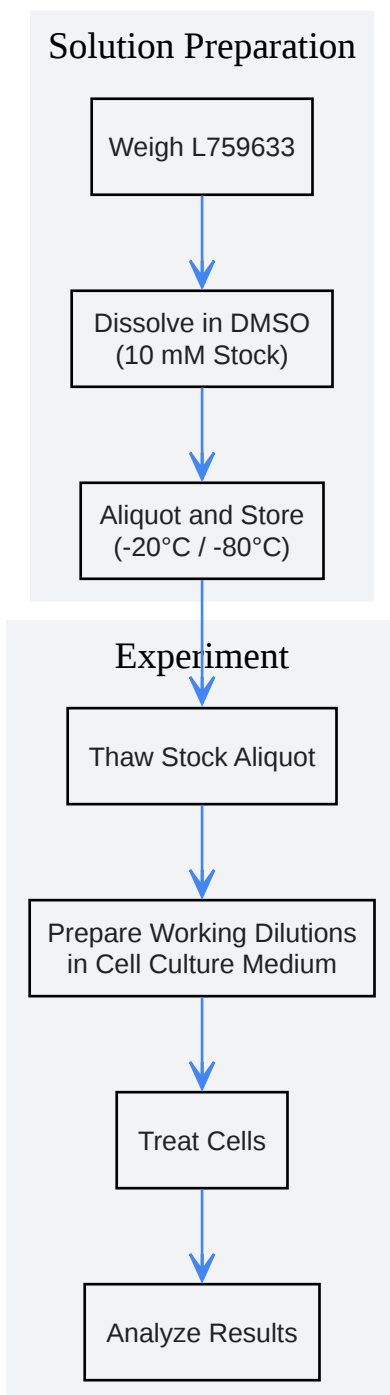 Solution Preparation
Weigh L759633
Dissolve in DMSO
(10 mM Stock)
Aliquot and Store
(-20°C / -80°C)
Experiment
Thaw Stock Aliquot
Prepare Working Dilutions
in Cell Culture Medium
Treat Cells
Analyze Results